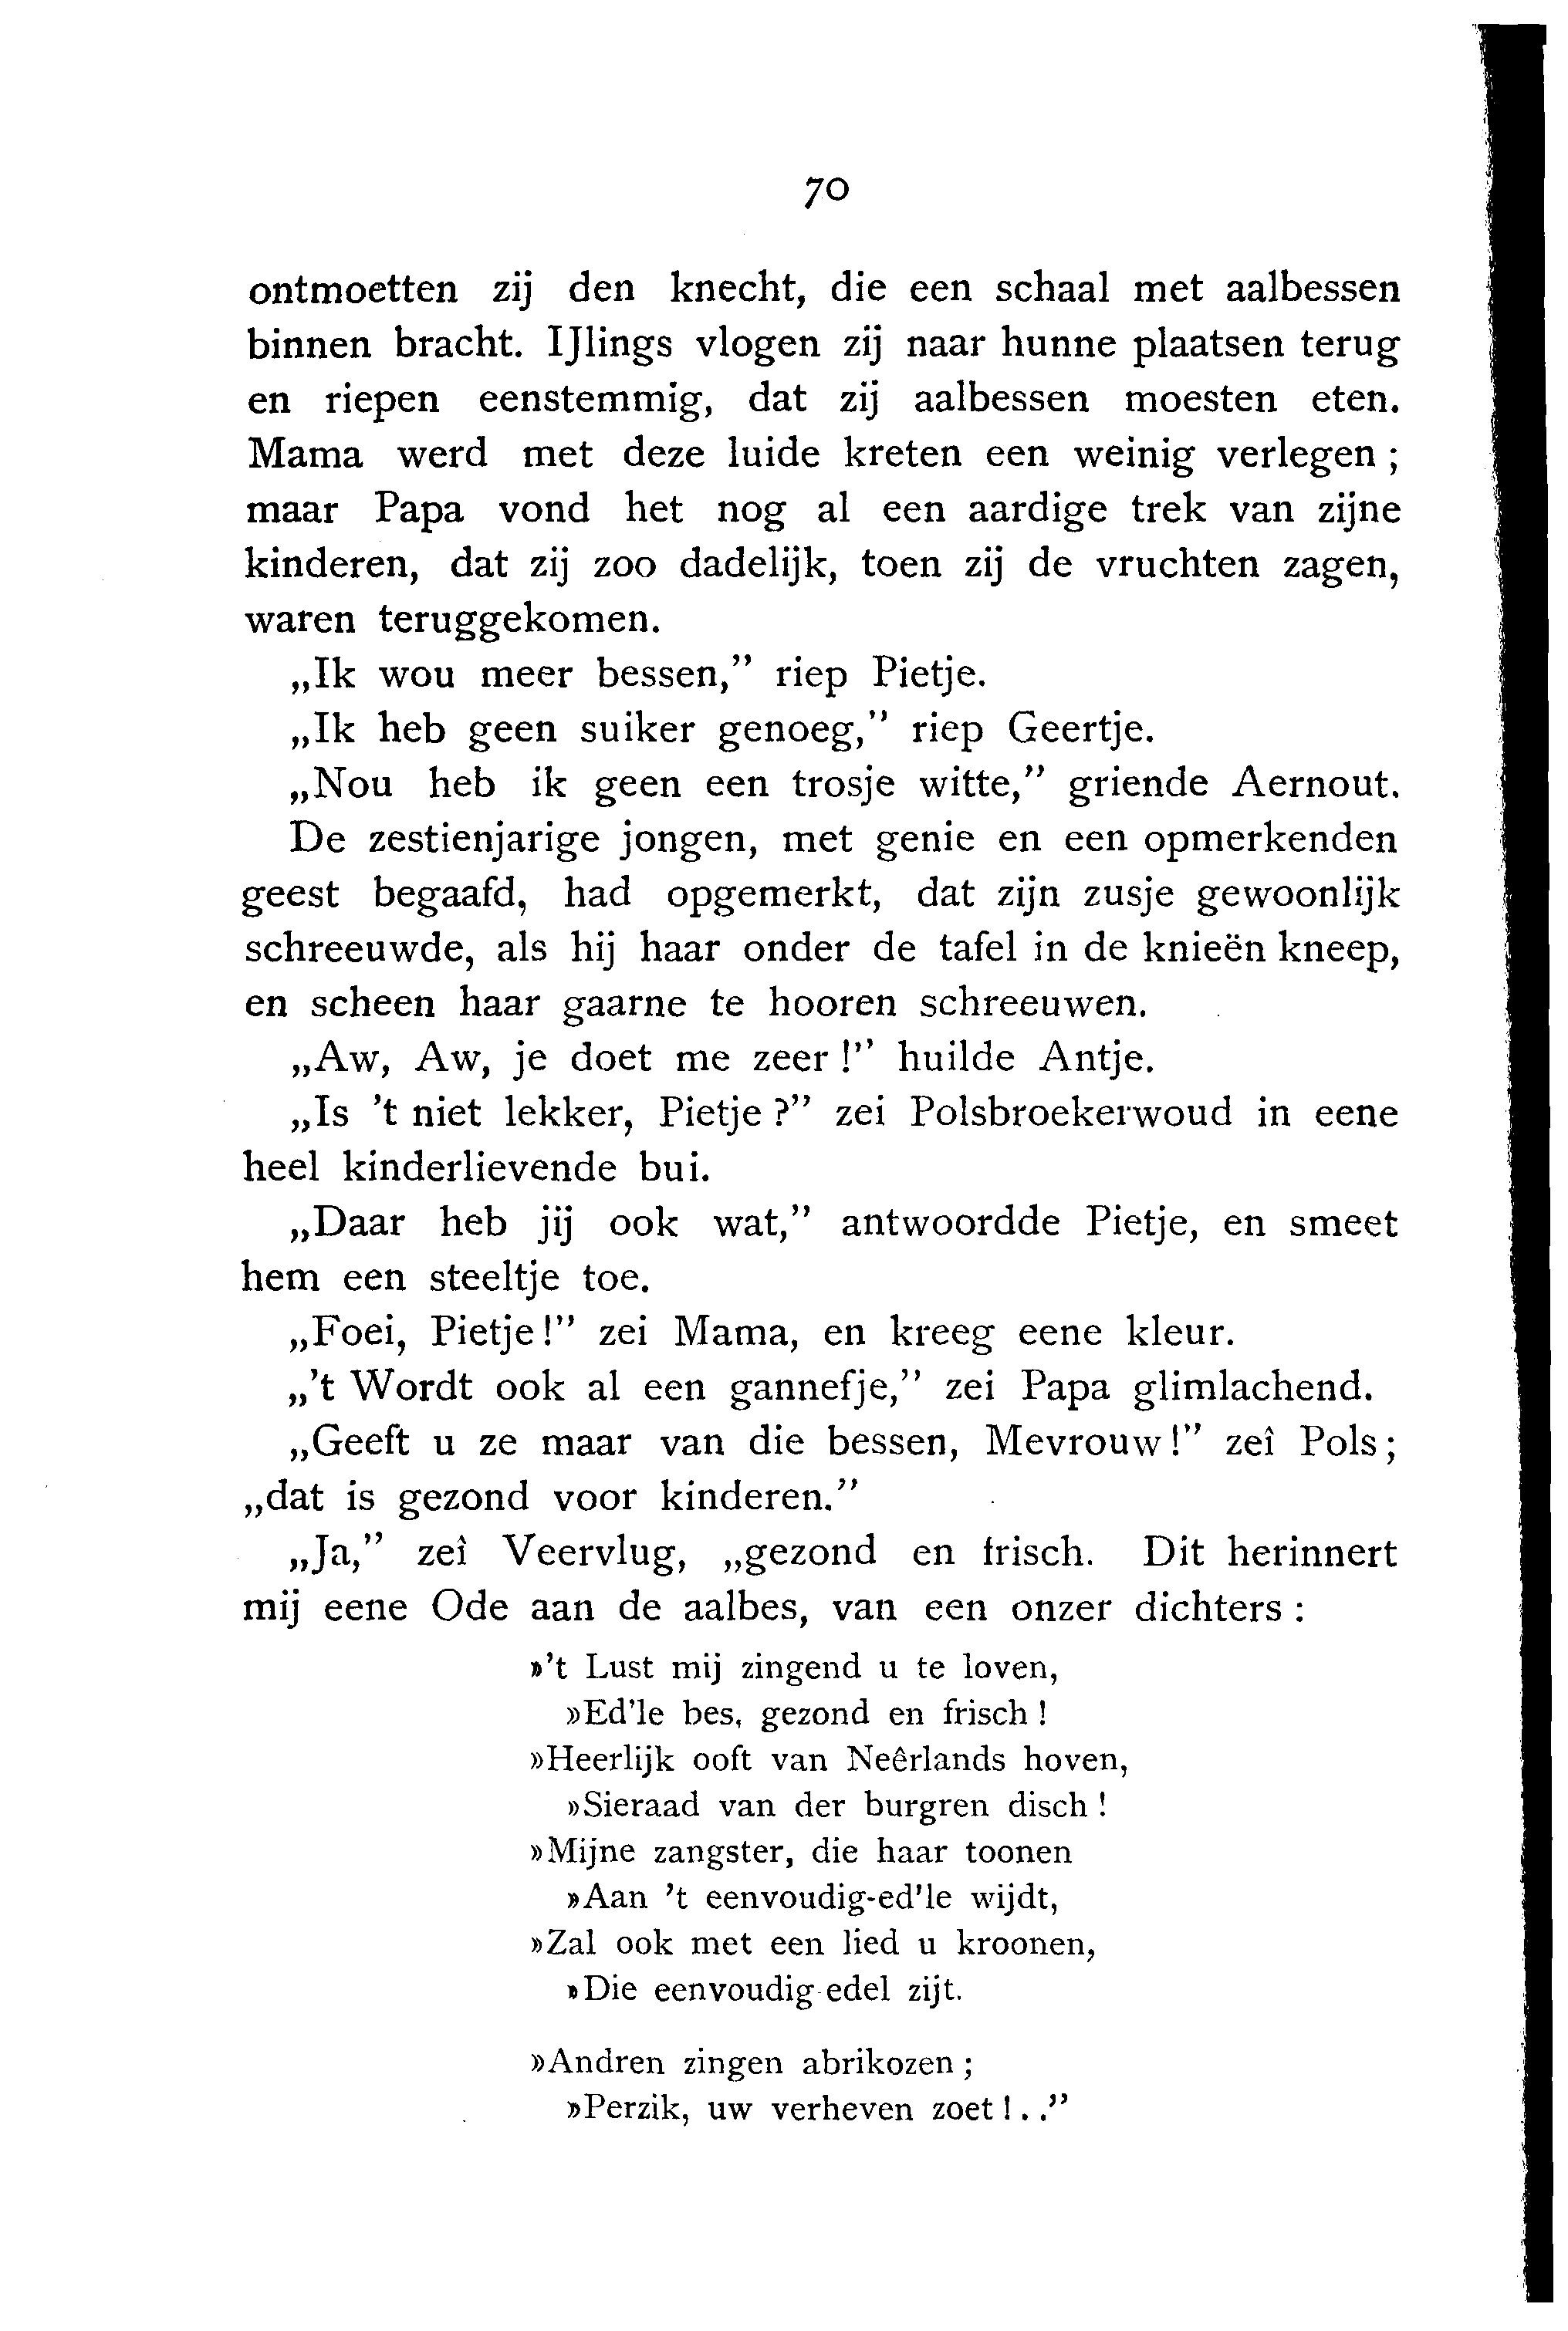 70
ontmoetten zij den knecht, die een schaal met aalbessen
binnen bracht. IJlings vlogen zij naar hunne plaatsen terug
en riepen eenstemmig, dat zij aalbessen moesten eten.
Mama werd met deze luide kreten een weinig verlegen ;
maar Papa vond het nog al een aardige trek van zijne
kinderen, dat zij zoo dadelijk, toen zij de vruchten zagen,
waren teruggekomen.
„Ik wou meer bessen,” riep Pietje.
„Ik heb geen suiker genoeg,” riep Geertje.
„Nou heb ik geen een trosje witte,” griende Aernout.
De zestienjarige jongen, met genie en een opmerkenden
geest begaafd, had opgemerkt, dat zijn zusje gewoonlijk
schreeuwde, als hij haar onder de tafel in de knieën kneep,
en scheen haar gaarne te hooren schreeuwen.
„Aw, Aw, je doet me zeer !” huilde Antje.
„Is ’t niet lekker, Pietje ?” zei Polsbroekerwoud in eene
heel kinderlievende bui.
„Daar heb jij ook wat,” antwoordde Pietje, en smeet
hem een steeltje toe.
„Foei, Pietje !” zei Mama, en kreeg eene kleur.
„’t Wordt ook al een gannefje,” zei Papa glimlachend.
„Geeft u ze maar van die bessen, Mevrouw !” zeî Pols ;
„dat is gezond voor kinderen.”
„Ja,” zeî Veervlug, „gezond en frisch. Dit herinnert
mij eene Ode aan de aalbes, van een onzer dichters :
»’t Lust mij zingend u te loven,
»Ed’le bes, gezond en frisch !
»Heerlijk ooft van Neêrlands hoven,
»Sieraad van der burgren disch !
»Mijne zangster, die haar toonen
»Aan ’t eenvoudig-ed’le wijdt,
»Zal ook met een lied u kroonen,
»Die eenvoudig-edel zijt.
»Andren zingen abrikozen ;
»Perzik, uw verheven zoet ! . .”